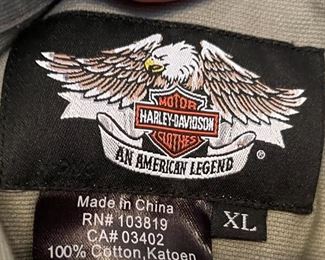 MOTOR
HARLEY-DAVIDSON
CLOTHES
AN AMERICAN LEGEND
®
XL
Made in China
RN# 103819
CA# 03402
100% Cotton, Katoen